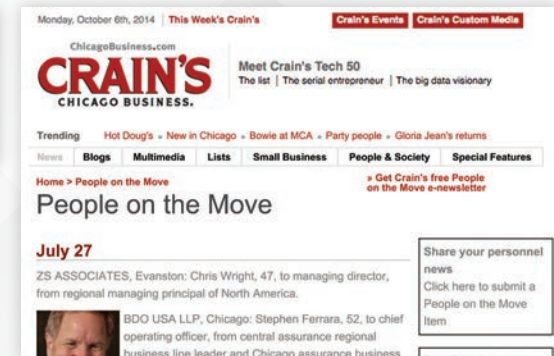 Monday, October 6th, 2014 | This Week's Crain's
Crain's Events
Crain's Custom Media
ChicagoBusiness.com
CRAIN'S
CHICAGO BUSINESS.
Meet Crain's Tech 50
The list | The serial entrepreneur | The big data visionary
Trending Hot Doug's New in Chicago Bowie at MCA Party people Gloria Jean's returns
News Blogs Multimedia Lists Small Business People & Society Special Features
Home > People on the Move
» Get Crain's free People
on the Move e-newsletter
People on the Move
July 27
ZS ASSOCIATES, Evanston: Chris Wright, 47, to managing director,
from regional managing principal of North America.
BDO USA LLP, Chicago: Stephen Ferrara, 52, to chief
operating officer, from central assurance regional
business line leader and Chicago assurance business
Share your personnel
news
Click here to submit a
People on the Move
Item